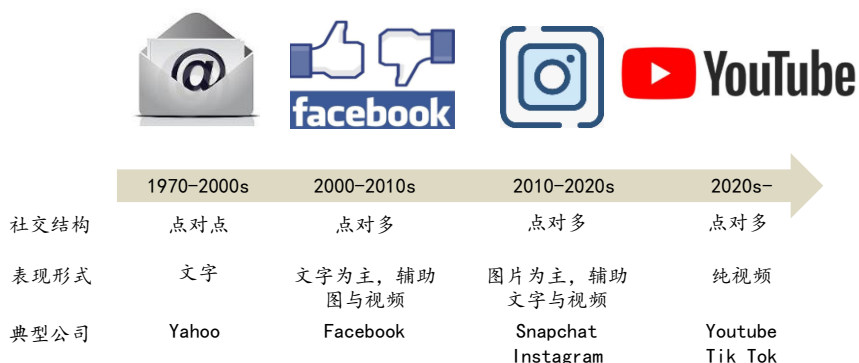 @
facebook
YouTube
1970-2000s 2000-2010s 2010-2020s 2020s-
社交结构 点对点 点对多 点对多 点对多
表现形式 文字 文字为主，辅助 图片为主，辅助 纯视频
图与视频 文字与视频
典型公司 Yahoo Facebook Snapchat Youtube
Instagram Tik Tok